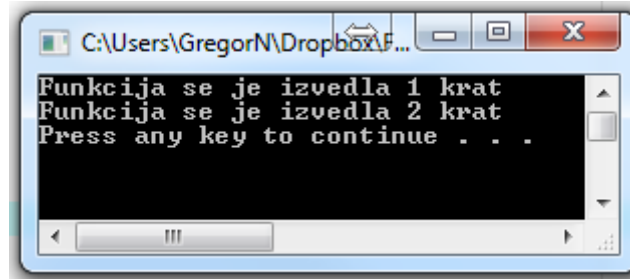 C:\Users\GregorN\Dropbox\F...
Funkcija se je izvedla 1 krat
Funkcija se je izvedla 2 krat
Press any key to continue . . .